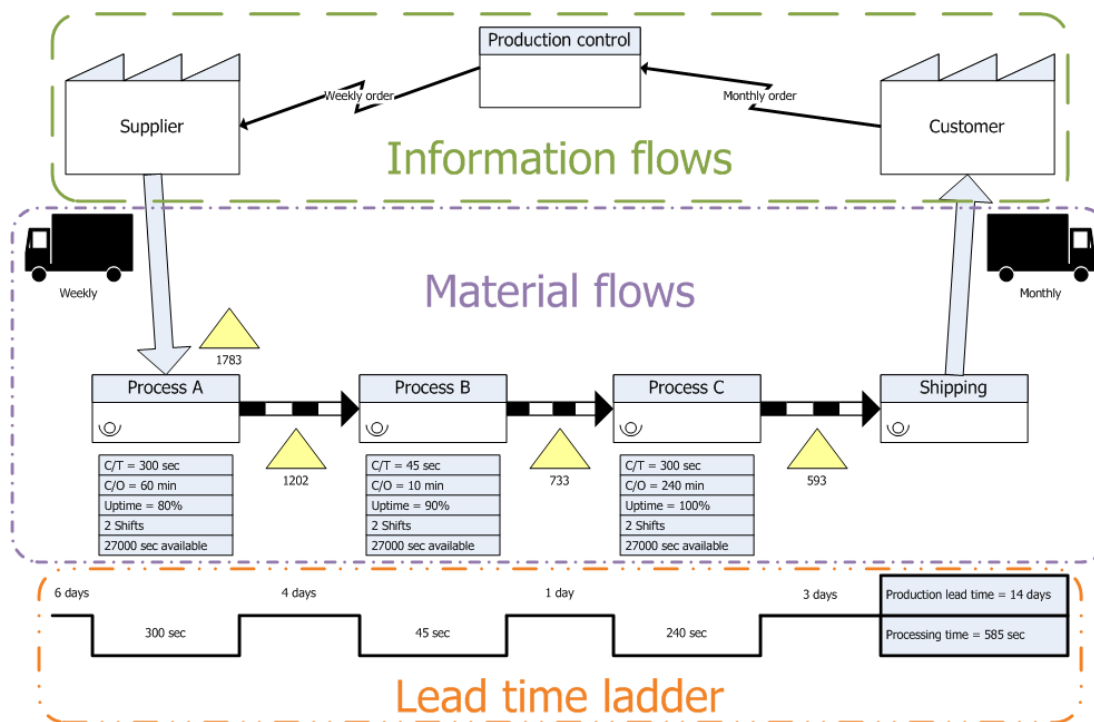 Production control
Supplier
Weekly order
Monthly order
Customer
Information flows
Weekly
Material flows
Monthly
1783
Process A
Process B
Process C
Shipping
1202
733
593
C/T = 300 sec
C/O = 60 min
Uptime = 80%
2 Shifts
27000 sec available
C/T = 45 sec
C/O = 10 min
Uptime = 90%
2 Shifts
27000 sec available
C/T = 300 sec
C/O = 240 min
Uptime = 100%
2 Shifts
27000 sec available
6 days
4 days
1 day
3 days
Production lead time = 14 days
300 sec
45 sec
240 sec
Processing time = 585 sec
Lead time ladder